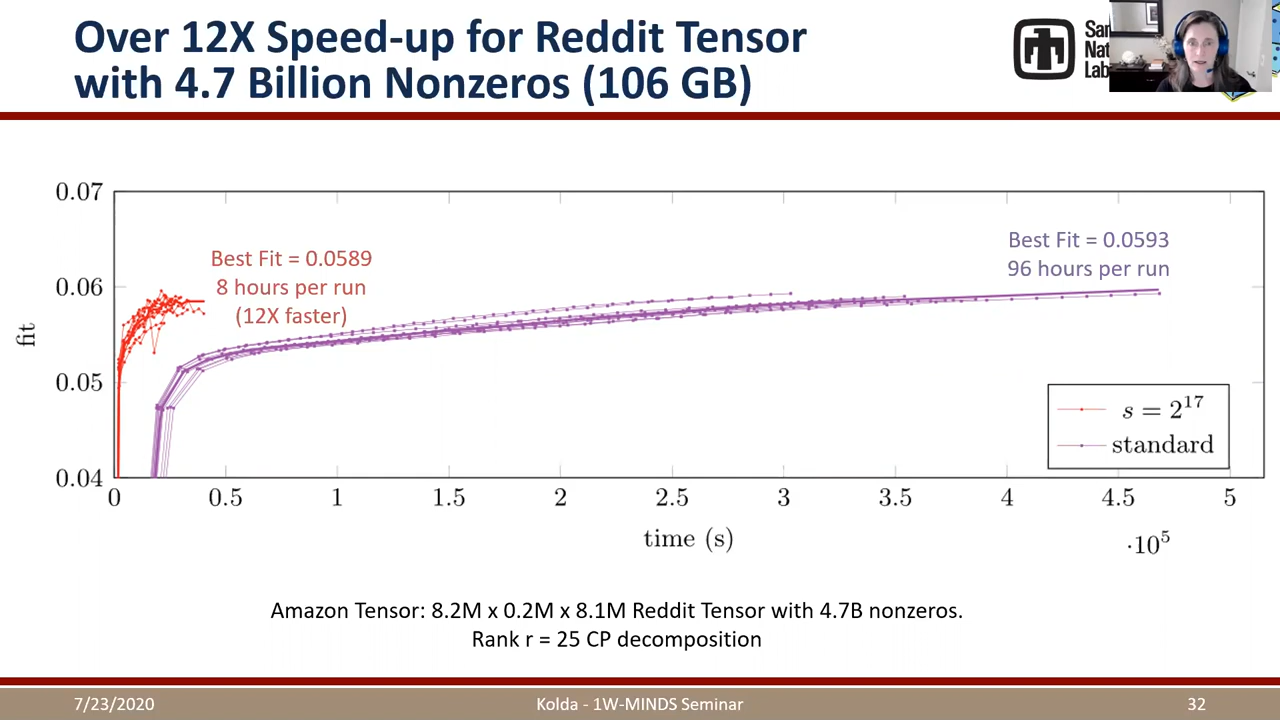 Over 12X Speed-up for Reddit Tensor
with 4.7 Billion Nonzeros (106 GB)
0.07
0.06
0.05
0.04
fit
Best Fit = 0.0589
8 hours per run
(12X faster)
Best Fit = 0.0593
96 hours per run
s = 2^17
standard
0
0.5
1
1.5
2
2.5
3
3.5
4
4.5
5
time (s)
·10^5
Amazon Tensor: 8.2M x 0.2M x 8.1M Reddit Tensor with 4.7B nonzeros.
Rank r = 25 CP decomposition
7/23/2020
Kolda - 1W-MINDS Seminar
32